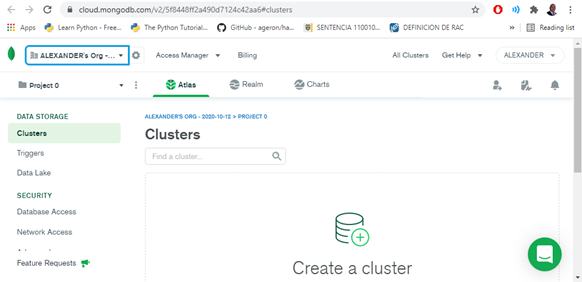 cloud.mongodb.com/v2/5f8448ff2a490d7124c42aa6#clusters
Aplicaciones
Learn Python - Free...
The Python Tutorial...
GitHub - ageron/ha...
SENTENCIA 110010...
DEFINICION DE RAC
»
Reading list
ALEXANDER's Org -...
Access Manager
Billing
All Clusters
Get Help
ALEXANDER
Project 0
Atlas
Realm
Charts
DATA STORAGE
Clusters
Triggers
Data Lake
SECURITY
Database Access
Network Access
Feature Requests
ALEXANDER'S ORG - 2020-10-12 > PROJECT 0
Clusters
Find a cluster...
Create a cluster